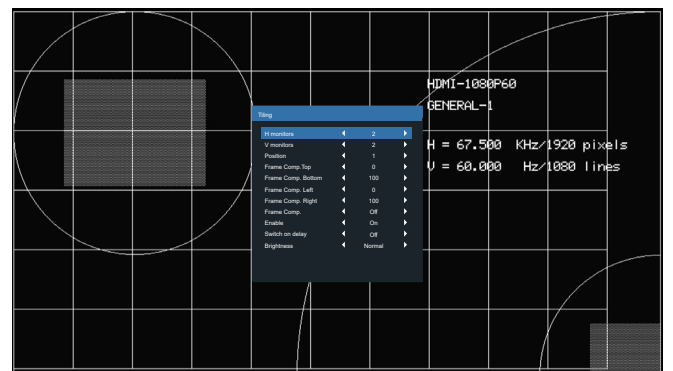 HDMI-1080P60
GENERAL-1
H = 67.500 KHz/1920 pixels
V = 60.000 Hz/1080 lines
Tiling
H monitors 2
V monitors 2
Position 1
Frame Comp.Top 0
Frame Comp. Bottom 100
Frame Comp. Left 0
Frame Comp. Right 100
Frame Comp. Off
Enable On
Switch on delay Off
Brightness Normal